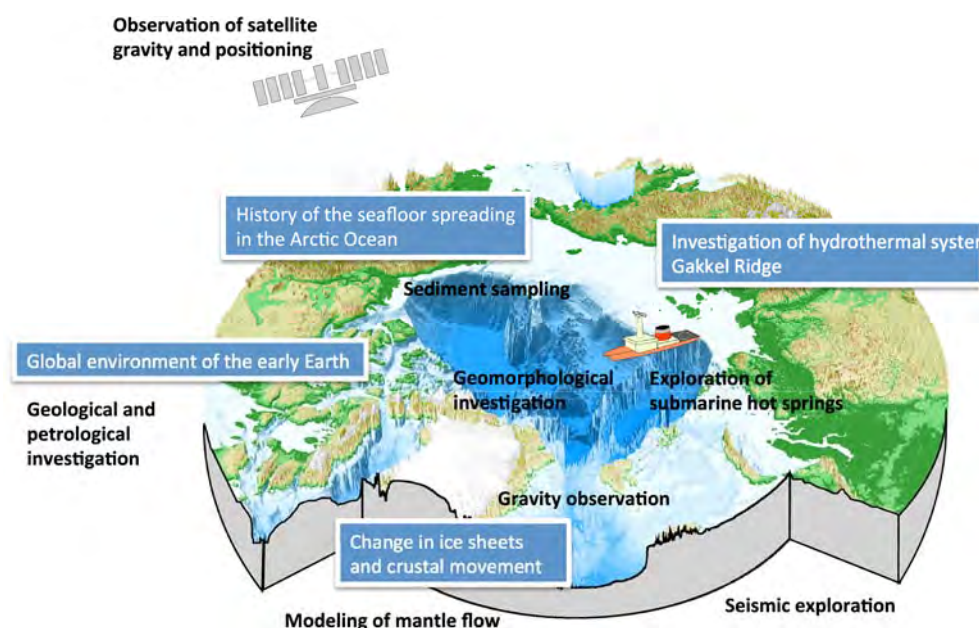 Observation of satellite
gravity and positioning
History of the seafloor spreading
in the Arctic Ocean
Investigation of hydrothermal
Gakkel Ridge
Sediment sampling
Global environment of the early Earth
Geomorphological
investigation
Exploration of
submarine hot springs
Geological and
petrological
investigation
Gravity observation
Change in ice sheets
and crustal movement
Modeling of mantle flow
Seismic exploration